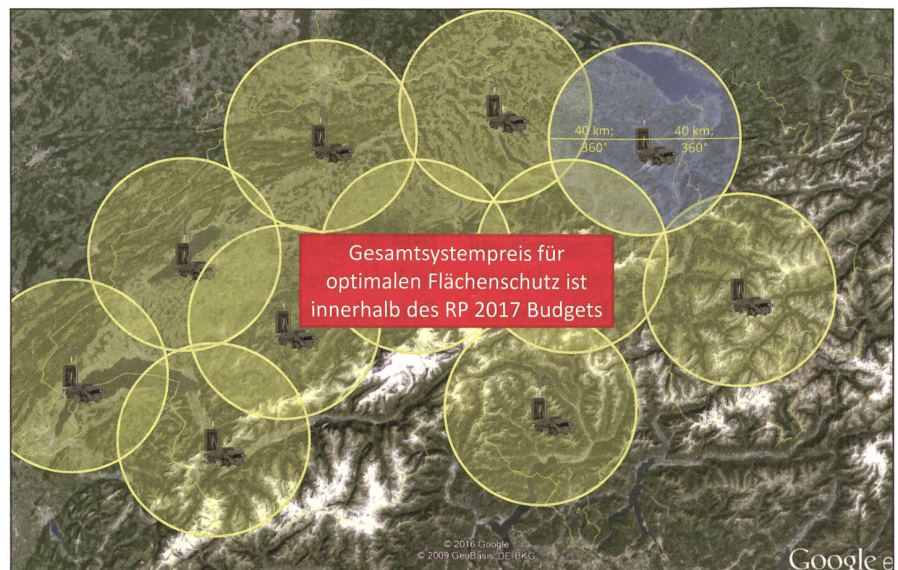 40 km;
360°
40 km;
360°
Gesamtsystempreis für
optimalen Flächenschutz ist
innerhalb des RP 2017 Budgets
© 2016 Google
© 2009 GeoBasis-DE/BKG
Google e